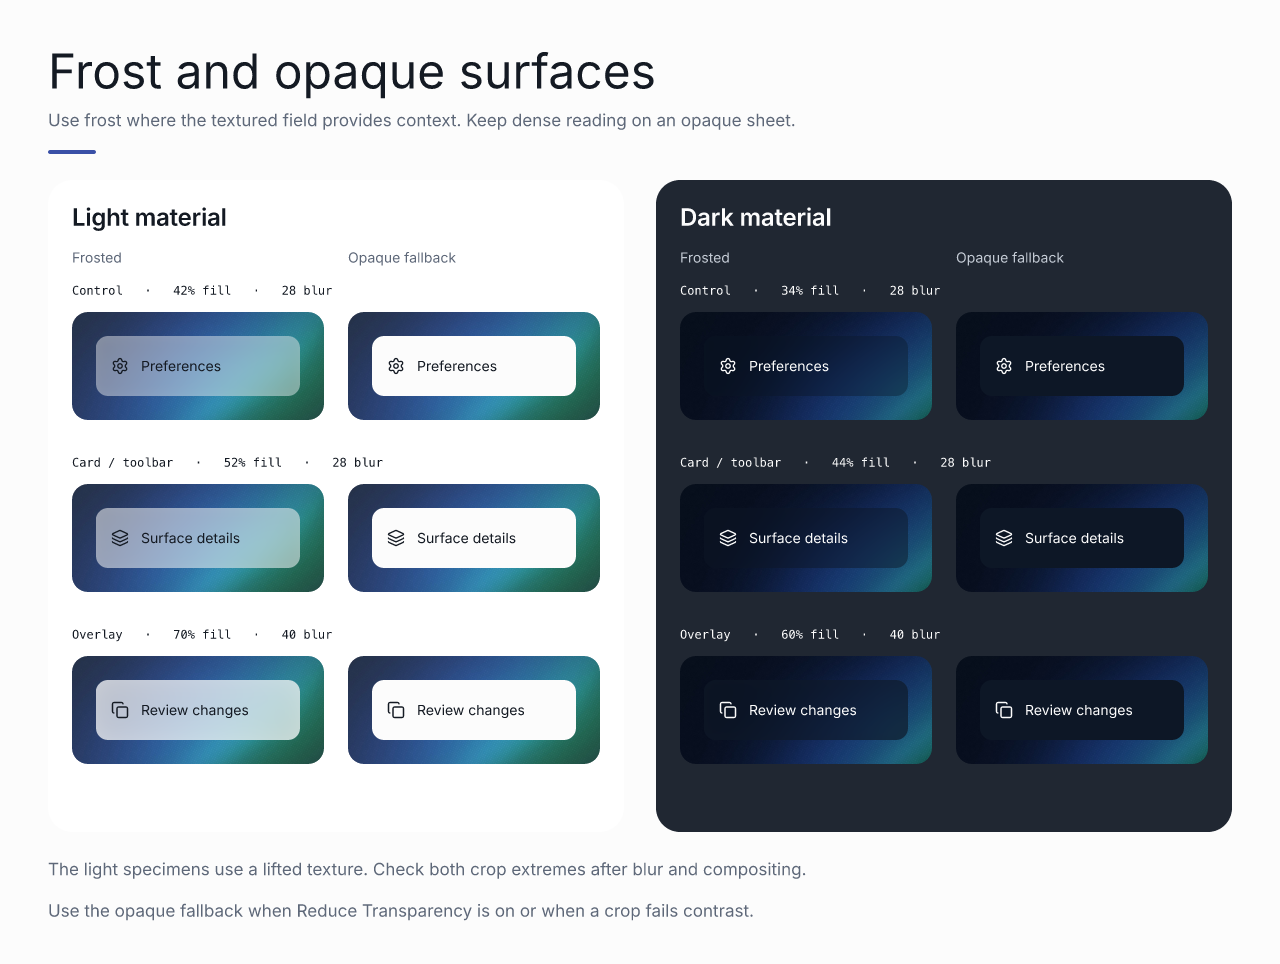 Frost and opaque surfaces
Use frost where the textured field provides context. Keep dense reading on an opaque sheet.
Light material
Frosted
Opaque fallback
Control · 42% fill · 28 blur
Preferences
Preferences
Card / toolbar · 52% fill · 28 blur
Surface details
Surface details
Overlay · 70% fill · 40 blur
Review changes
Review changes
Dark material
Frosted
Opaque fallback
Control · 34% fill · 28 blur
Preferences
Preferences
Card / toolbar · 44% fill · 28 blur
Surface details
Surface details
Overlay · 60% fill · 40 blur
Review changes
Review changes
The light specimens use a lifted texture. Check both crop extremes after blur and compositing.
Use the opaque fallback when Reduce Transparency is on or when a crop fails contrast.